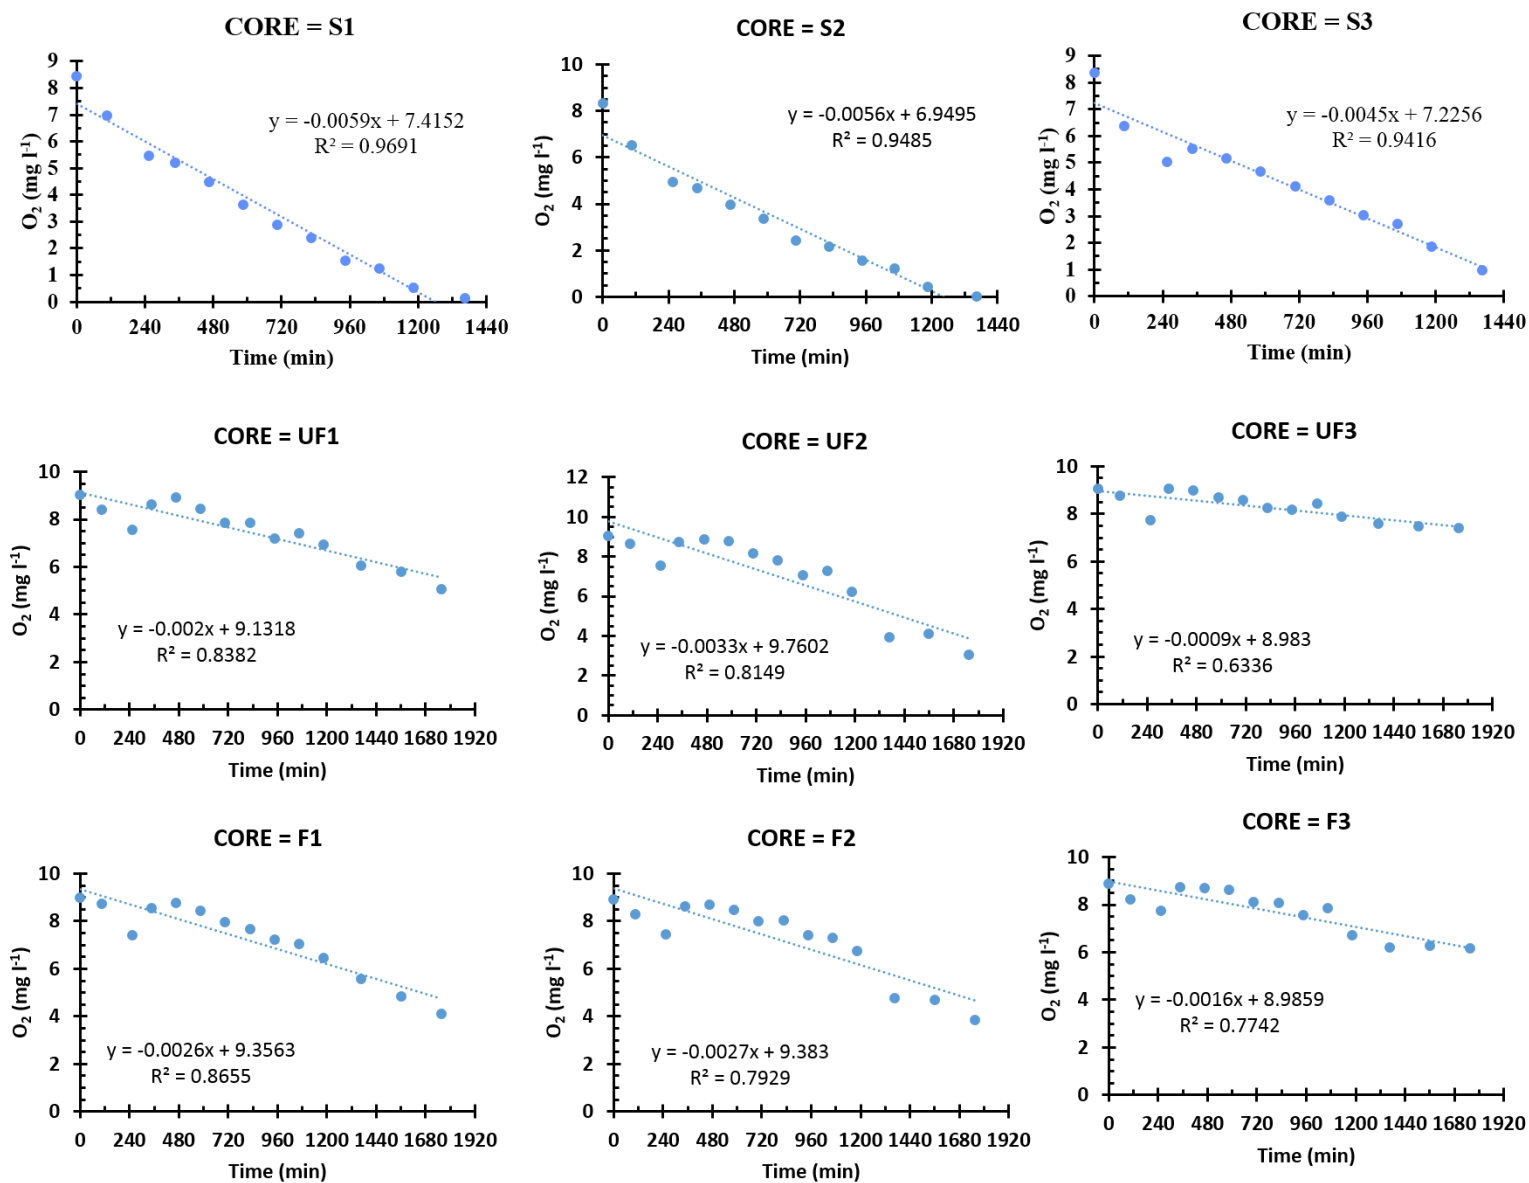 CORE = S1
9
8
7
6
5
4
3
2
1
0
O₂ (mg l⁻¹)
y = -0.0059x + 7.4152
R² = 0.9691
0 240 480 720 960 1200 1440
Time (min)
CORE = S2
10
8
6
4
2
0
O₂ (mg l⁻¹)
y = -0.0056x + 6.9495
R² = 0.9485
0 240 480 720 960 1200 1440
Time (min)
CORE = S3
9
8
7
6
5
4
3
2
1
0
O₂ (mg l⁻¹)
y = -0.0045x + 7.2256
R² = 0.9416
0 240 480 720 960 1200 1440
Time (min)
CORE = UF1
10
8
6
4
2
0
O₂ (mg l⁻¹)
y = -0.002x + 9.1318
R² = 0.8382
0 240 480 720 960 1200 1440 1680 1920
Time (min)
CORE = UF2
12
10
8
6
4
2
0
O₂ (mg l⁻¹)
y = -0.0033x + 9.7602
R² = 0.8149
0 240 480 720 960 1200 1440 1680 1920
Time (min)
CORE = UF3
10
8
6
4
2
0
O₂ (mg l⁻¹)
y = -0.0009x + 8.983
R² = 0.6336
0 240 480 720 960 1200 1440 1680 1920
Time (min)
CORE = F1
10
8
6
4
2
0
O₂ (mg l⁻¹)
y = -0.0026x + 9.3563
R² = 0.8655
0 240 480 720 960 1200 1440 1680 1920
Time (min)
CORE = F2
10
8
6
4
2
0
O₂ (mg l⁻¹)
y = -0.0027x + 9.383
R² = 0.7929
0 240 480 720 960 1200 1440 1680 1920
Time (min)
CORE = F3
10
8
6
4
2
0
O₂ (mg l⁻¹)
y = -0.0016x + 8.9859
R² = 0.7742
0 240 480 720 960 1200 1440 1680 1920
Time (min)